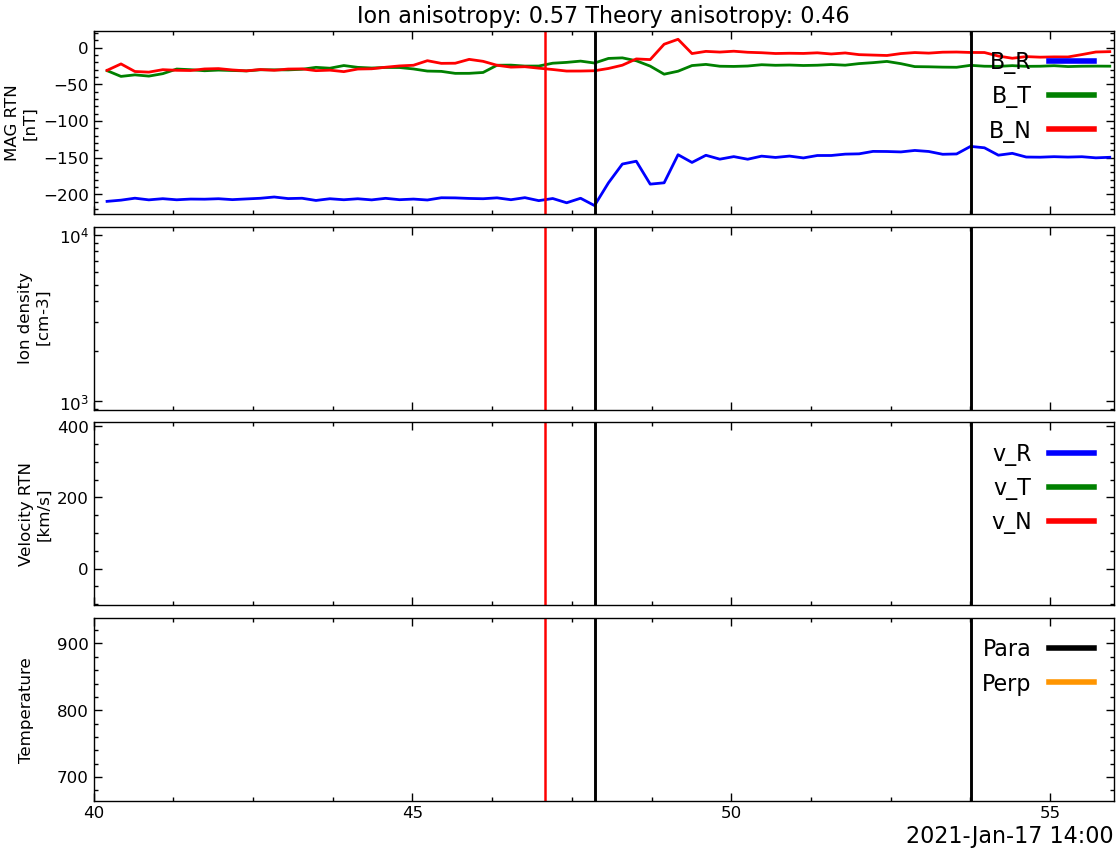 Ion anisotropy: 0.57 Theory anisotropy: 0.46
MAG RTN
[nT]
0
−50
−100
−150
−200
B_R
B_T
B_N
Ion density
[cm-3]
10^4
10^3
Velocity RTN
[km/s]
400
200
0
v_R
v_T
v_N
Temperature
900
800
700
Para
Perp
40 45 50 55
2021-Jan-17 14:00